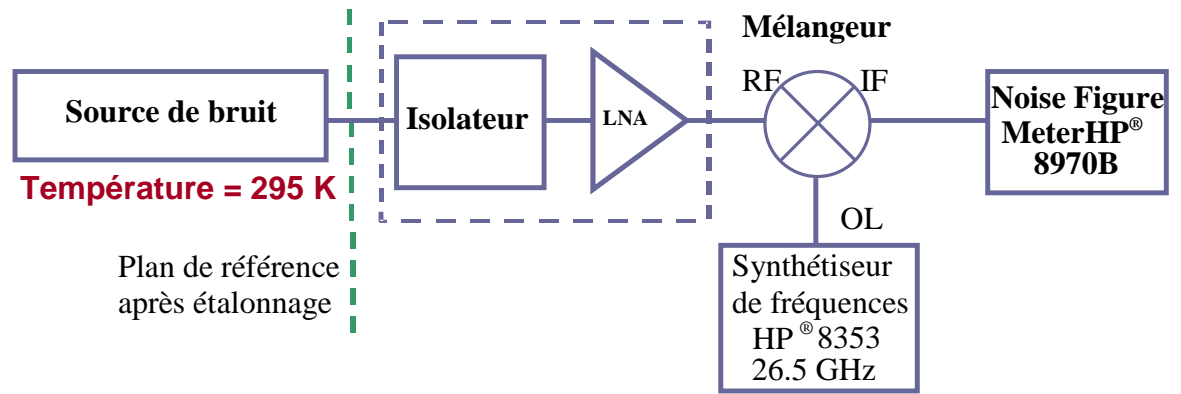 Mélangeur
Source de bruit
Isolateur
LNA
RF
IF
Noise Figure
MeterHP®
8970B
Température = 295 K
OL
Plan de référence
après étalonnage
Synthétiseur
de fréquences
HP ® 8353
26.5 GHz